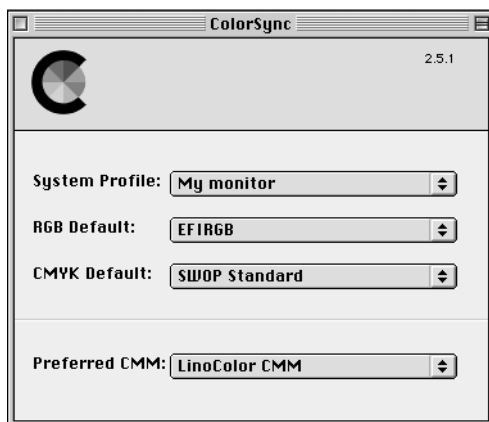 ColorSync
2.5.1
System Profile: My monitor
RGB Default: EFIRGB
CMYK Default: SWOP Standard
Preferred CMM: LinoColor CMM